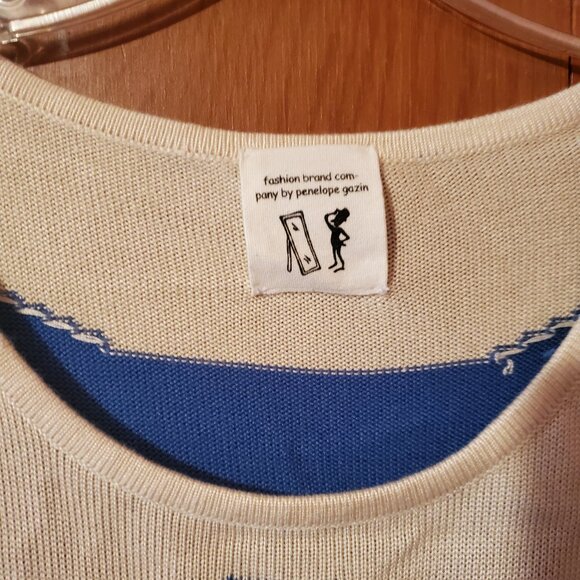 fashion brand com-
pany by penelope gazin